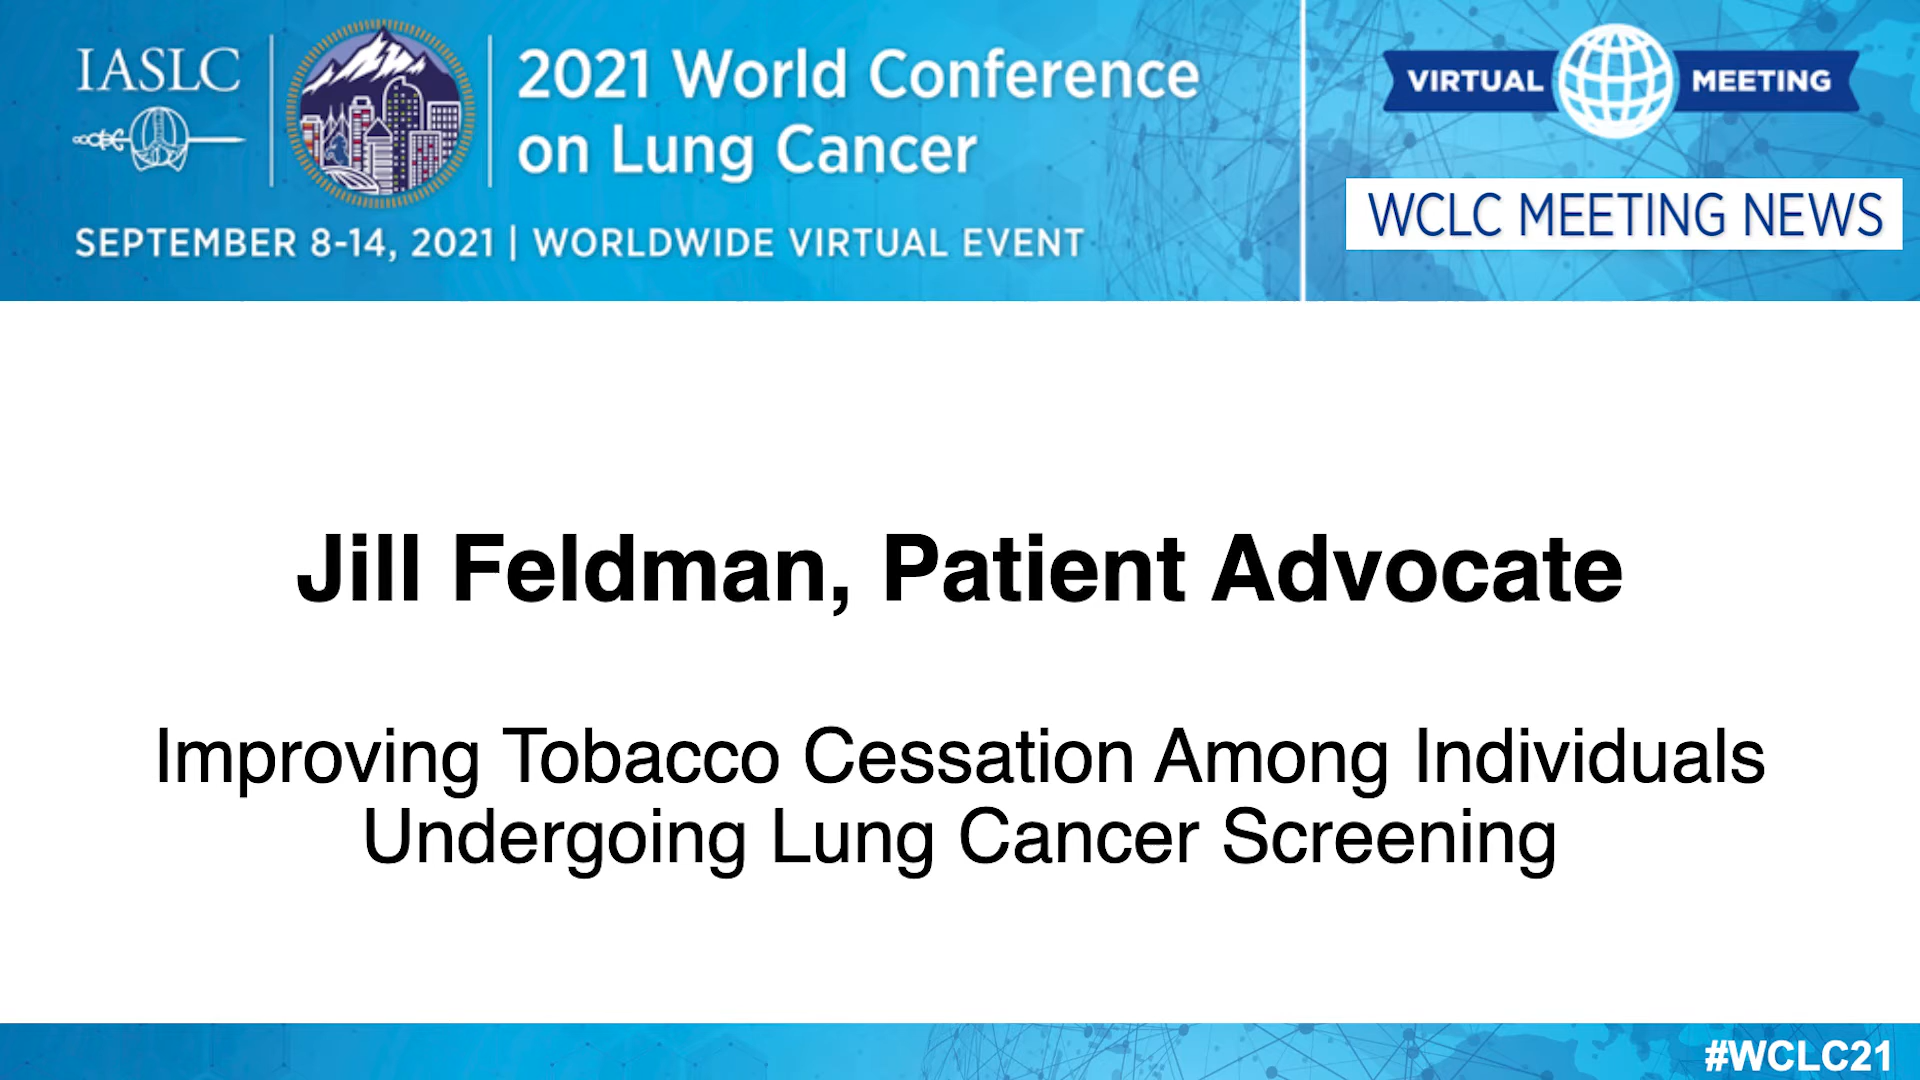 IASLC
2021 World Conference
on Lung Cancer
SEPTEMBER 8-14, 2021 | WORLDWIDE VIRTUAL EVENT
VIRTUAL MEETING
WCLC MEETING NEWS
Jill Feldman, Patient Advocate
Improving Tobacco Cessation Among Individuals
Undergoing Lung Cancer Screening
#WCLC21